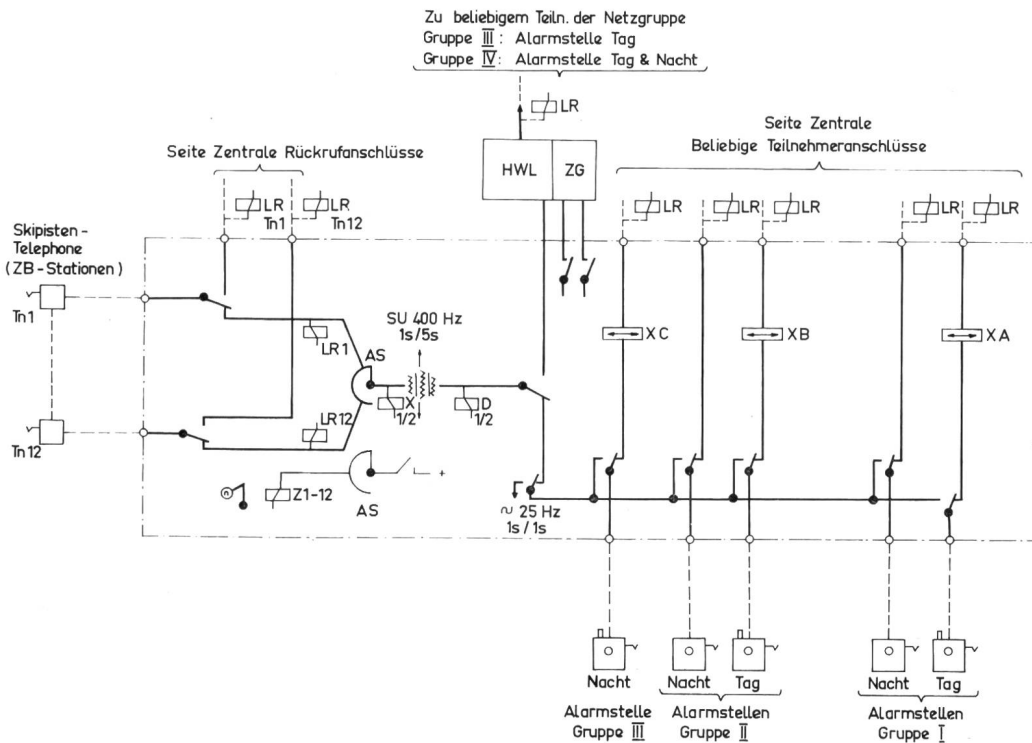 Zu beliebigem Teiln. der Netzgruppe
Gruppe III : Alarmstelle Tag
Gruppe IV : Alarmstelle Tag & Nacht
LR
Seite Zentrale
Beliebige Teilnehmeranschlüsse
Seite Zentrale Rückrufanschlüsse
HWL
ZG
LR
Tn1
LR
Tn12
LR
LR
LR
LR
LR
Skipisten-
Telephone
(ZB-Stationen)
Tn1
SU 400 Hz
1s/5s
XC
XB
XA
LR1
AS
X
1/2
D
1/2
LR12
Tn12
Z1-12
AS
+
~ 25 Hz
1s/1s
Nacht
Nacht
Tag
Nacht
Tag
Alarmstelle
Gruppe III
Alarmstellen
Gruppe II
Alarmstellen
Gruppe I